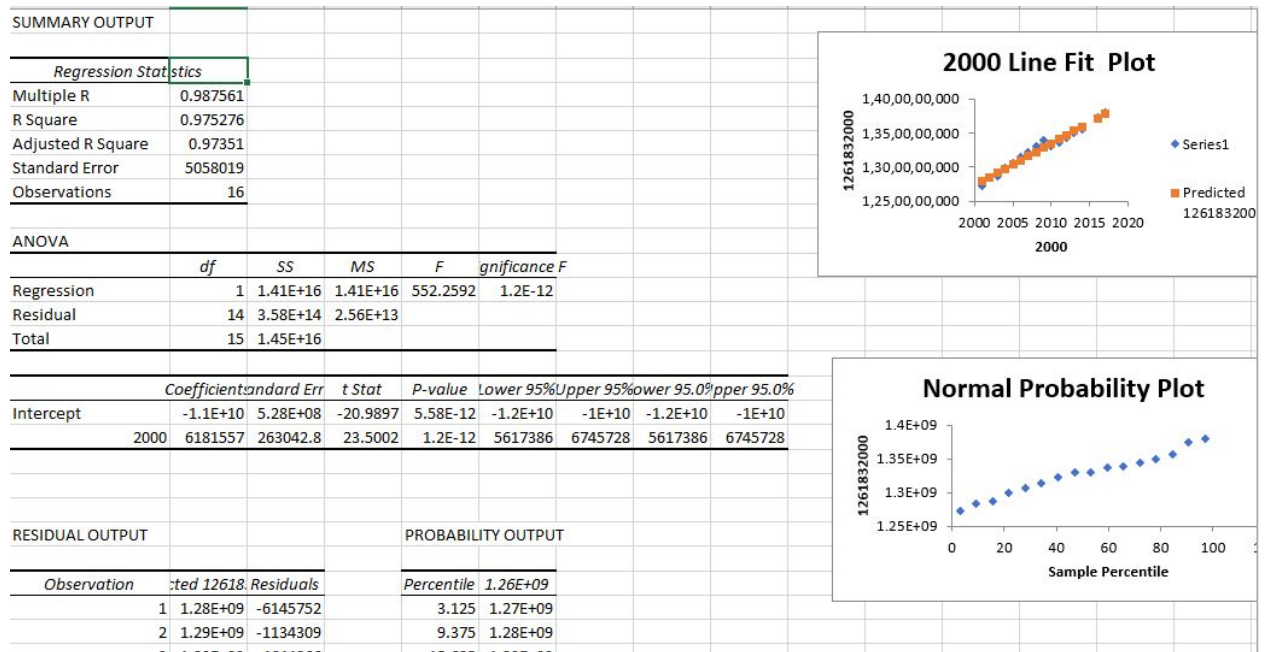 SUMMARY OUTPUT
Regression Statistics
Multiple R 0.987561
R Square 0.975276
Adjusted R Square 0.97351
Standard Error 5058019
Observations 16
ANOVA
df SS MS F gnificance F
Regression 1 1.41E+16 1.41E+16 552.2592 1.2E-12
Residual 14 3.58E+14 2.56E+13
Total 15 1.45E+16
Coefficients andard Err t Stat P-value Lower 95% Upper 95% ower 95.0% pper 95.0%
Intercept -1.1E+10 5.28E+08 -20.9897 5.58E-12 -1.2E+10 -1E+10 -1.2E+10 -1E+10
2000 6181557 263042.8 23.5002 1.2E-12 5617386 6745728 5617386 6745728
RESIDUAL OUTPUT PROBABILITY OUTPUT
Observation cted 12618 Residuals Percentile 1.26E+09
1 1.28E+09 -6145752 3.125 1.27E+09
2 1.29E+09 -1134309 9.375 1.28E+09
2000 Line Fit Plot
1,40,00,00,000
1,35,00,00,000
1,30,00,00,000
1,25,00,00,000
1261832000
2000 2005 2010 2015 2020
2000
Series1
Predicted
126183200
Normal Probability Plot
1.4E+09
1.35E+09
1.3E+09
1.25E+09
1261832000
0 20 40 60 80 100
Sample Percentile